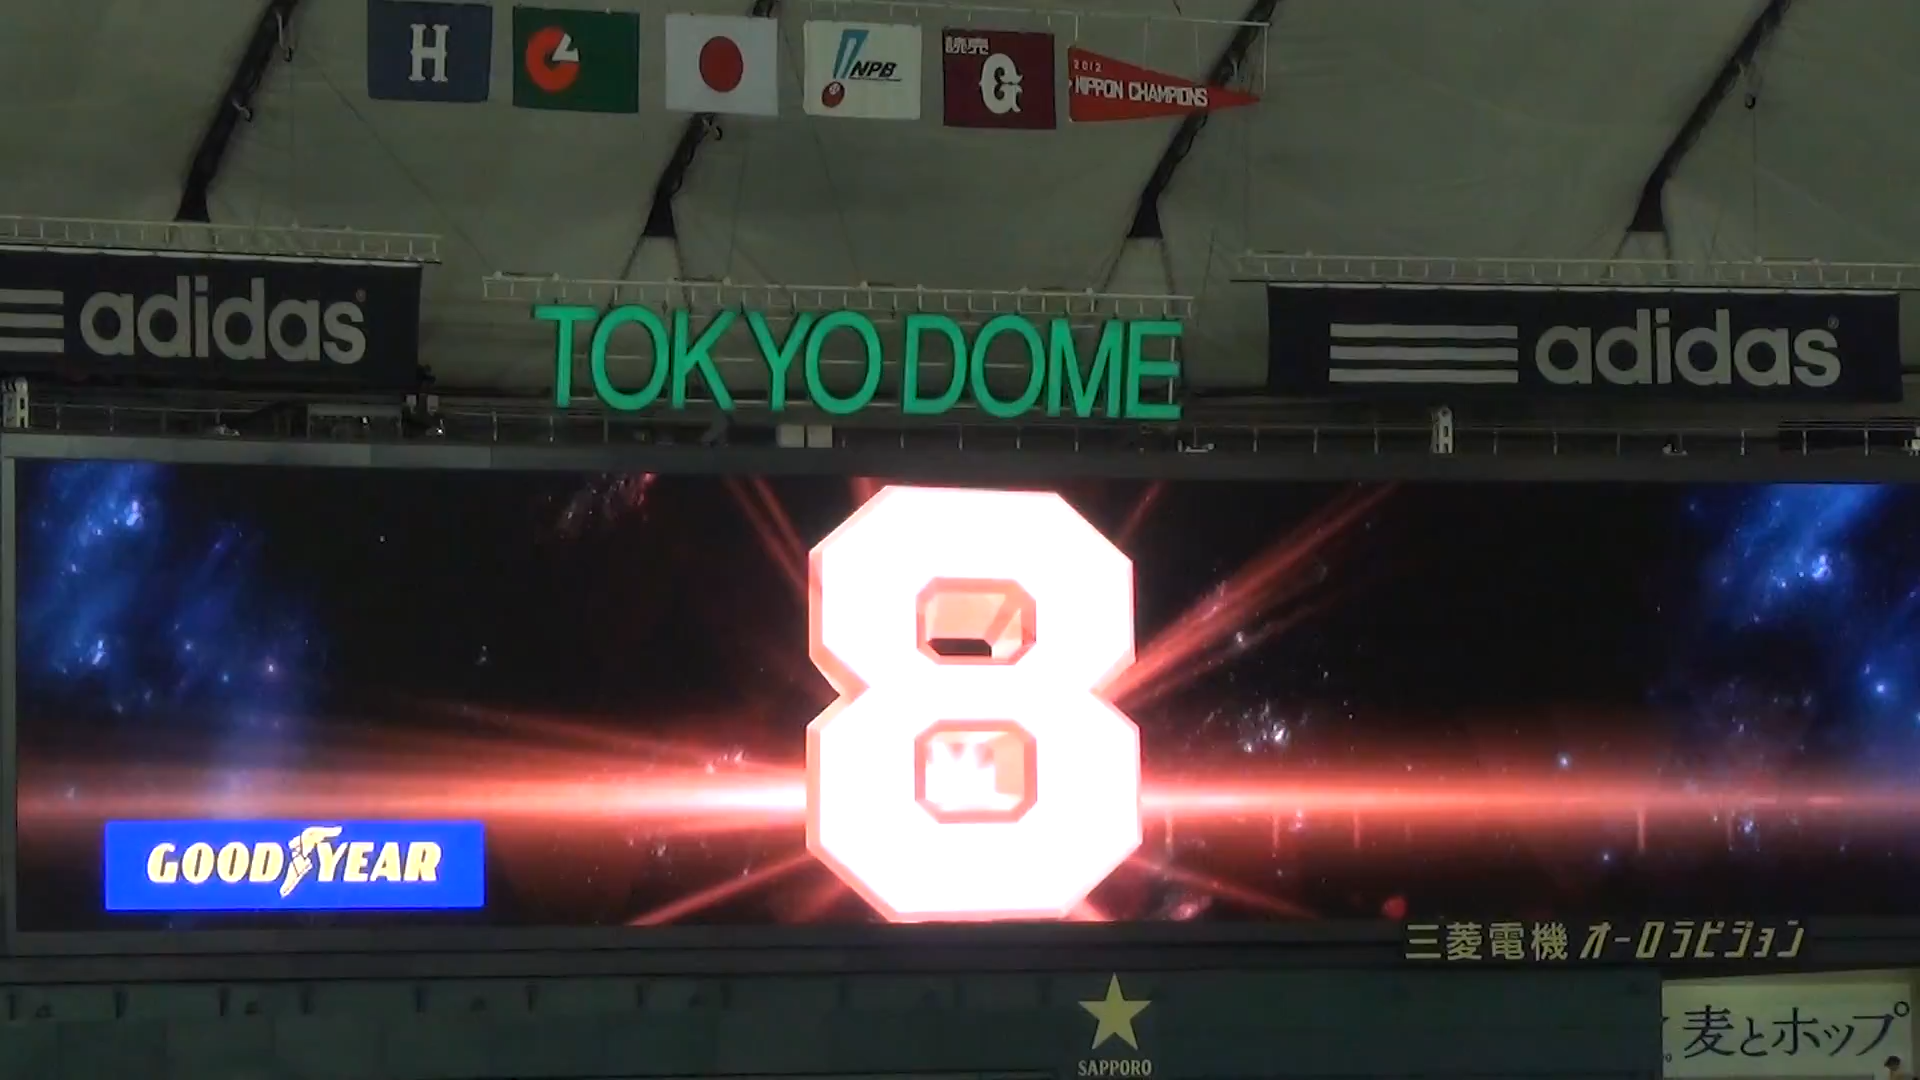 H
NPB
読売
G
2012
NIPPON CHAMPIONS
adidas
TOKYO DOME
adidas
8
GOODYEAR
三菱電機 オーロラビジョン
SAPPORO
麦とホップ